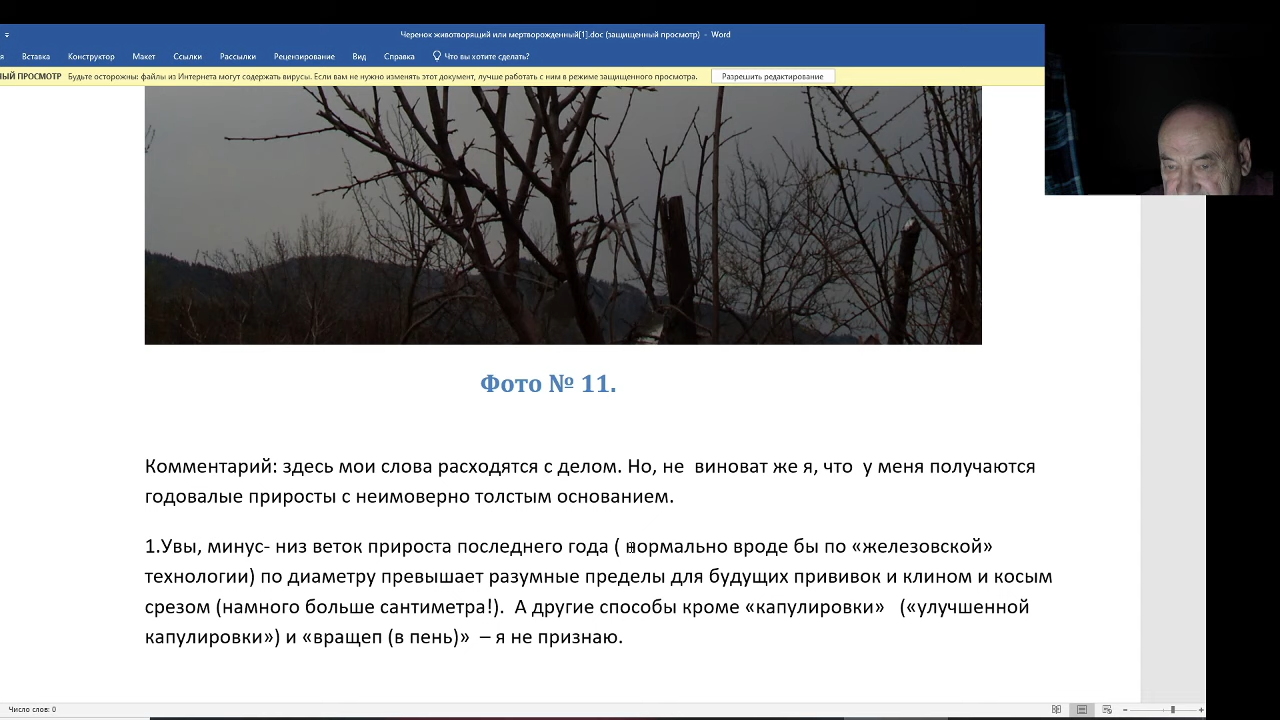 Черенок животворящий или мертворожденный[1].doc (защищенный просмотр) - Word
я Вставка Конструктор Макет Ссылки Рассылки Рецензирование Вид Справка Что вы хотите сделать?
ЫЙ ПРОСМОТР Будьте осторожны: файлы из Интернета могут содержать вирусы. Если вам не нужно изменять этот документ, лучше работать с ним в режиме защищенного просмотра. Разрешить редактирование
Фото № 11.
Комментарий: здесь мои слова расходятся с делом. Но, не виноват же я, что у меня получаются
годовалые приросты с неимоверно толстым основанием.
1.Увы, минус- низ веток прироста последнего года ( нормально вроде бы по «железовской»
технологии) по диаметру превышает разумные пределы для будущих прививок и клином и косым
срезом (намного больше сантиметра!). А другие способы кроме «капулировки» («улучшенной
капулировки») и «вращеп (в пень)» – я не признаю.
Число слов: 0